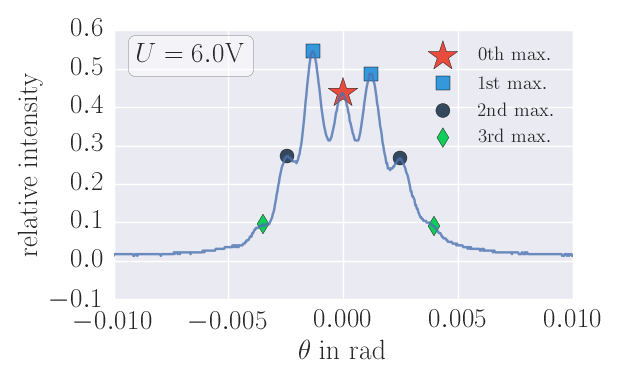 0.6
U = 6.0V
0th max.
0.5
1st max.
0.4
2nd max.
0.3
3rd max.
0.2
0.1
0.0
−0.1
relative intensity
−0.010 −0.005 0.000 0.005 0.010
θ in rad